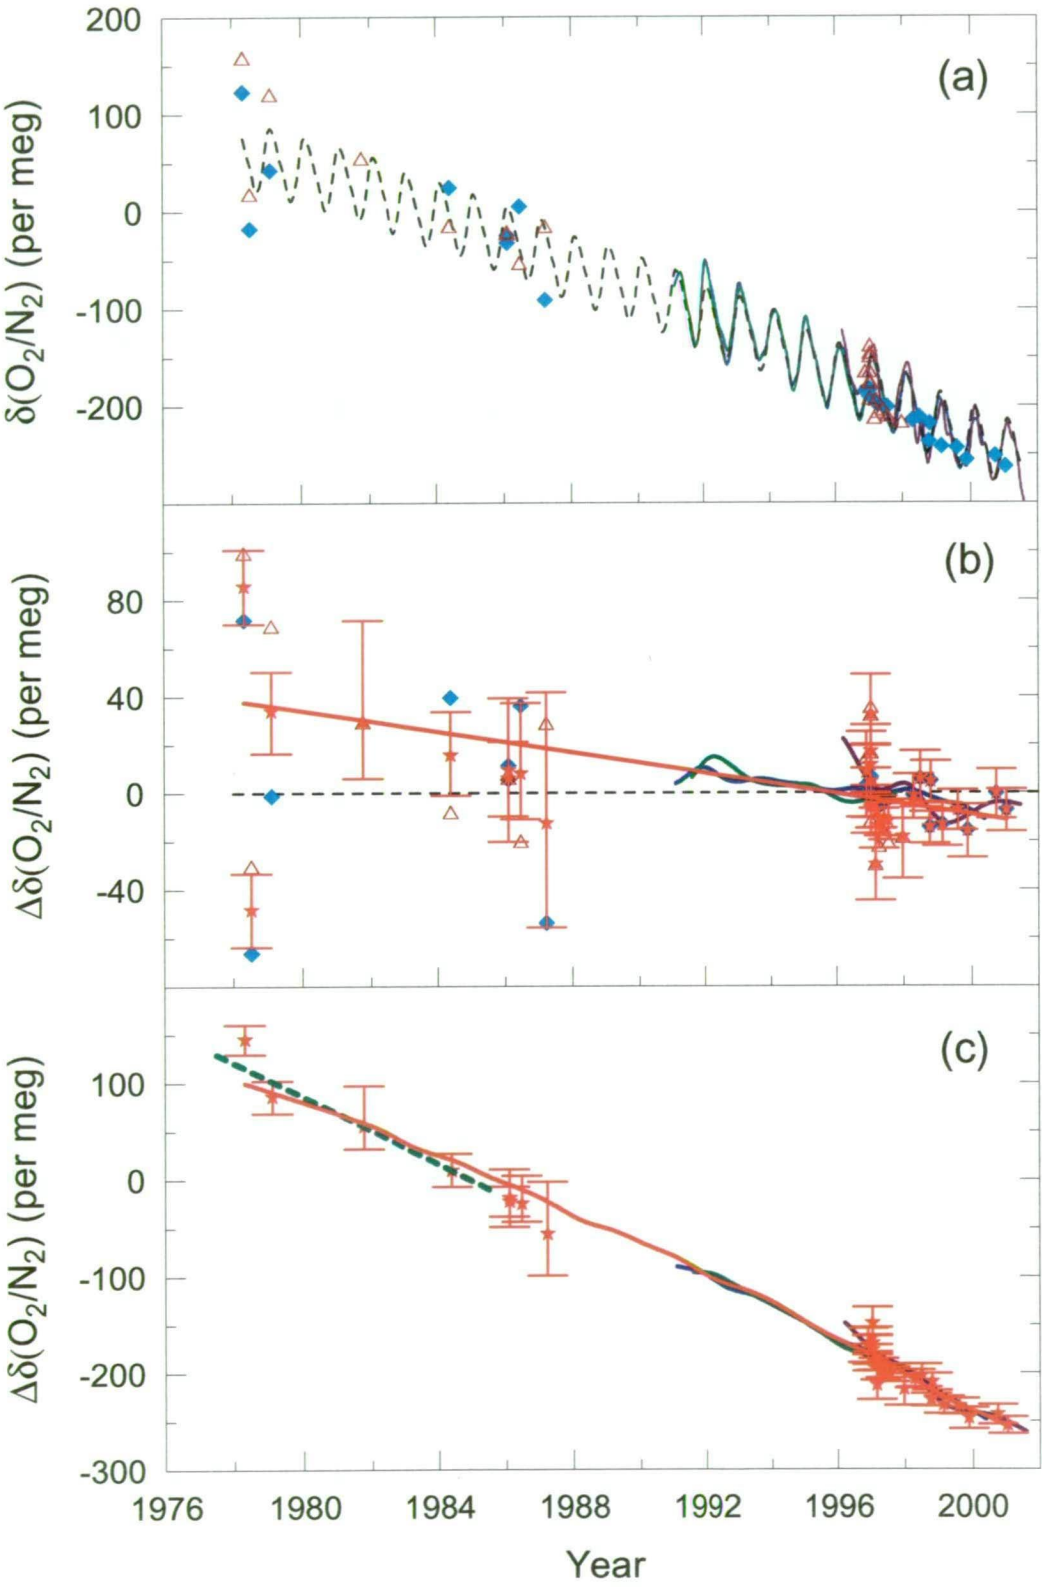 200
(a)
100
0
-100
-200
δ(O₂/N₂) (per meg)
(b)
80
40
0
-40
Δδ(O₂/N₂) (per meg)
(c)
100
0
-100
-200
-300
Δδ(O₂/N₂) (per meg)
1976 1980 1984 1988 1992 1996 2000
Year